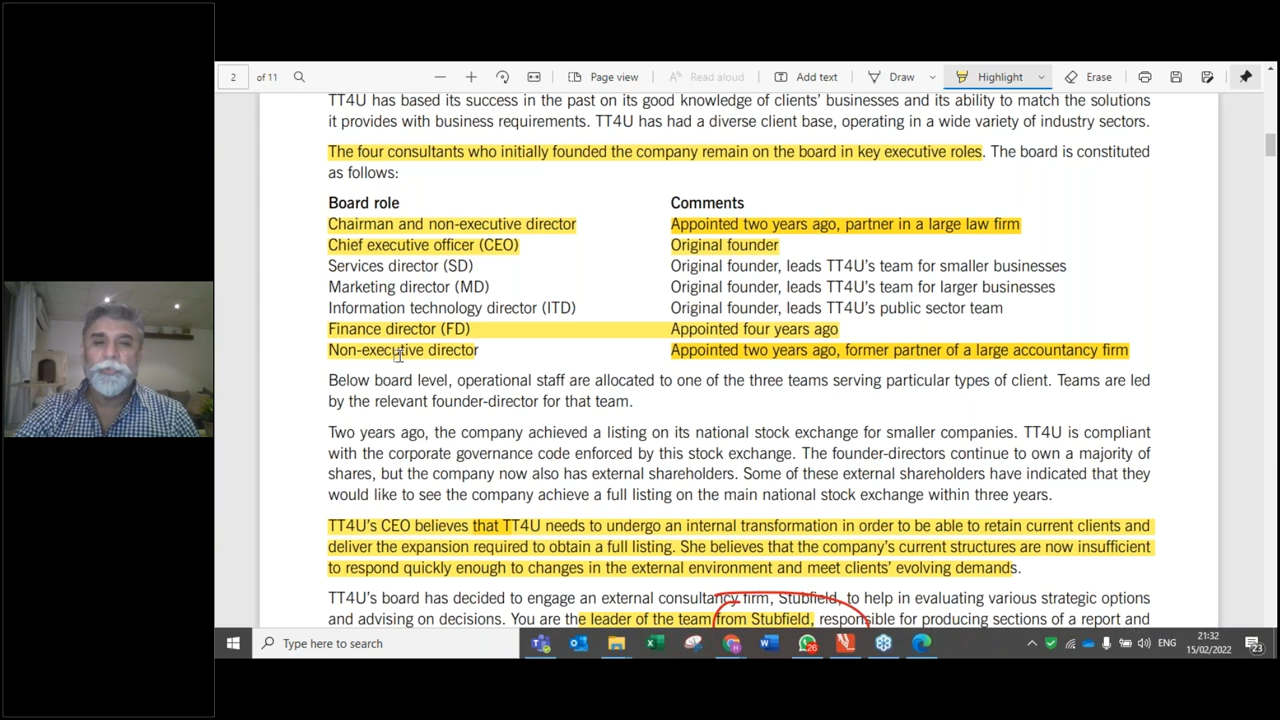 2 of 11 Page view Read aloud Add text Draw Highlight Erase
TT4U has based its success in the past on its good knowledge of clients' businesses and its ability to match the solutions
it provides with business requirements. TT4U has had a diverse client base, operating in a wide variety of industry sectors.
The four consultants who initially founded the company remain on the board in key executive roles. The board is constituted
as follows:
Board role Comments
Chairman and non-executive director Appointed two years ago, partner in a large law firm
Chief executive officer (CEO) Original founder
Services director (SD) Original founder, leads TT4U's team for smaller businesses
Marketing director (MD) Original founder, leads TT4U's team for larger businesses
Information technology director (ITD) Original founder, leads TT4U's public sector team
Finance director (FD) Appointed four years ago
Non-executive director Appointed two years ago, former partner of a large accountancy firm
Below board level, operational staff are allocated to one of the three teams serving particular types of client. Teams are led
by the relevant founder-director for that team.
Two years ago, the company achieved a listing on its national stock exchange for smaller companies. TT4U is compliant
with the corporate governance code enforced by this stock exchange. The founder-directors continue to own a majority of
shares, but the company now also has external shareholders. Some of these external shareholders have indicated that they
would like to see the company achieve a full listing on the main national stock exchange within three years.
TT4U's CEO believes that TT4U needs to undergo an internal transformation in order to be able to retain current clients and
deliver the expansion required to obtain a full listing. She believes that the company's current structures are now insufficient
to respond quickly enough to changes in the external environment and meet clients' evolving demands.
TT4U's board has decided to engage an external consultancy firm, Stubfield, to help in evaluating various strategic options
and advising on decisions. You are the leader of the team from Stubfield, responsible for producing sections of a report and
Type here to search 26 ENG 21:32
15/02/2022 23